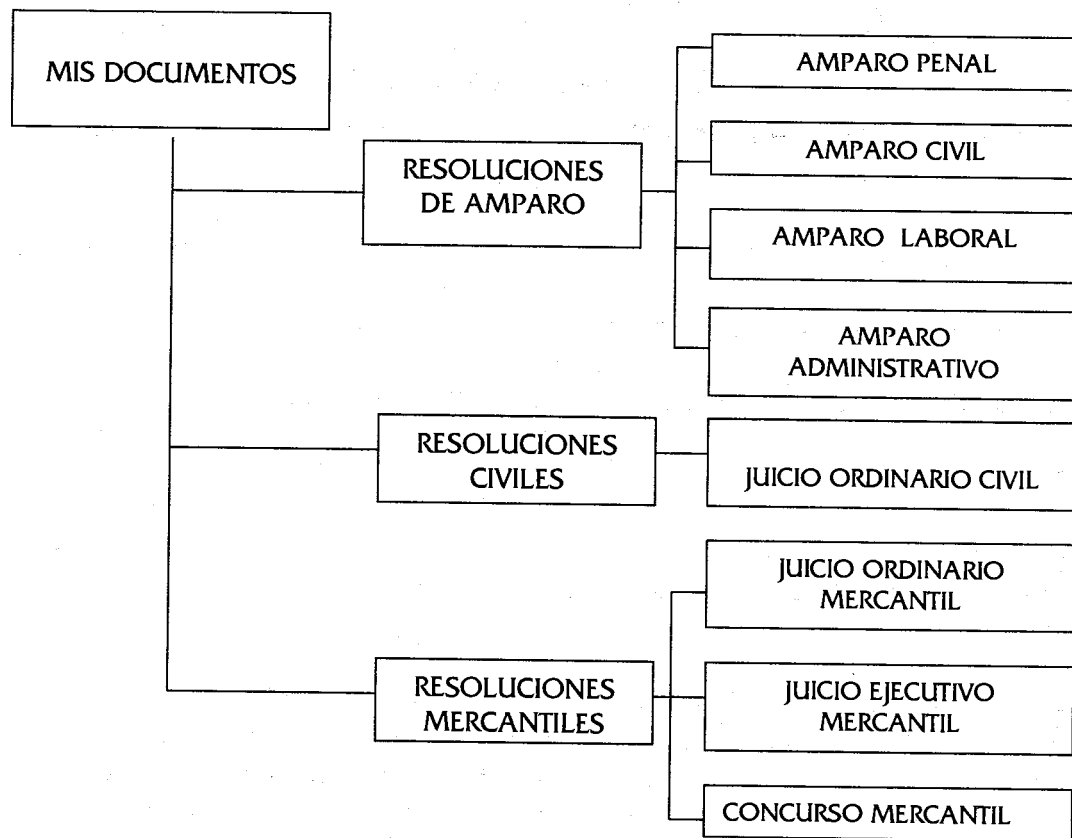 MIS DOCUMENTOS
RESOLUCIONES
DE AMPARO
AMPARO PENAL
AMPARO CIVIL
AMPARO LABORAL
AMPARO
ADMINISTRATIVO
RESOLUCIONES
CIVILES
JUICIO ORDINARIO CIVIL
RESOLUCIONES
MERCANTILES
JUICIO ORDINARIO
MERCANTIL
JUICIO EJECUTIVO
MERCANTIL
CONCURSO MERCANTIL